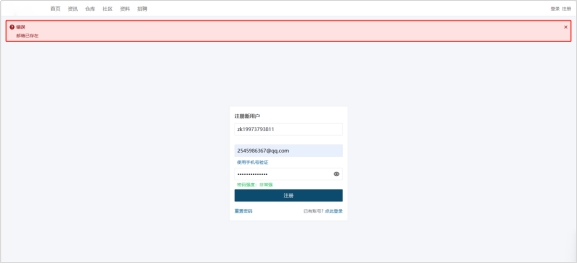 首页 资讯 仓库 社区 资料 招聘 登录 注册
错误
邮箱已存在
注册新用户
zk19973793811
2545986367@qq.com
使用手机号验证
密码强度：非常强
注册
重置密码 已有账号？点此登录